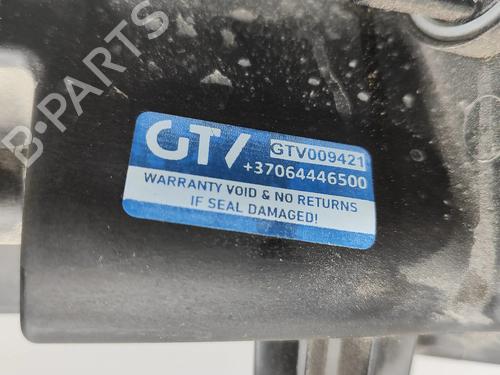 B-PARTS
GTV
GTV009421
+37064446500
WARRANTY VOID & NO RETURNS
IF SEAL DAMAGED!